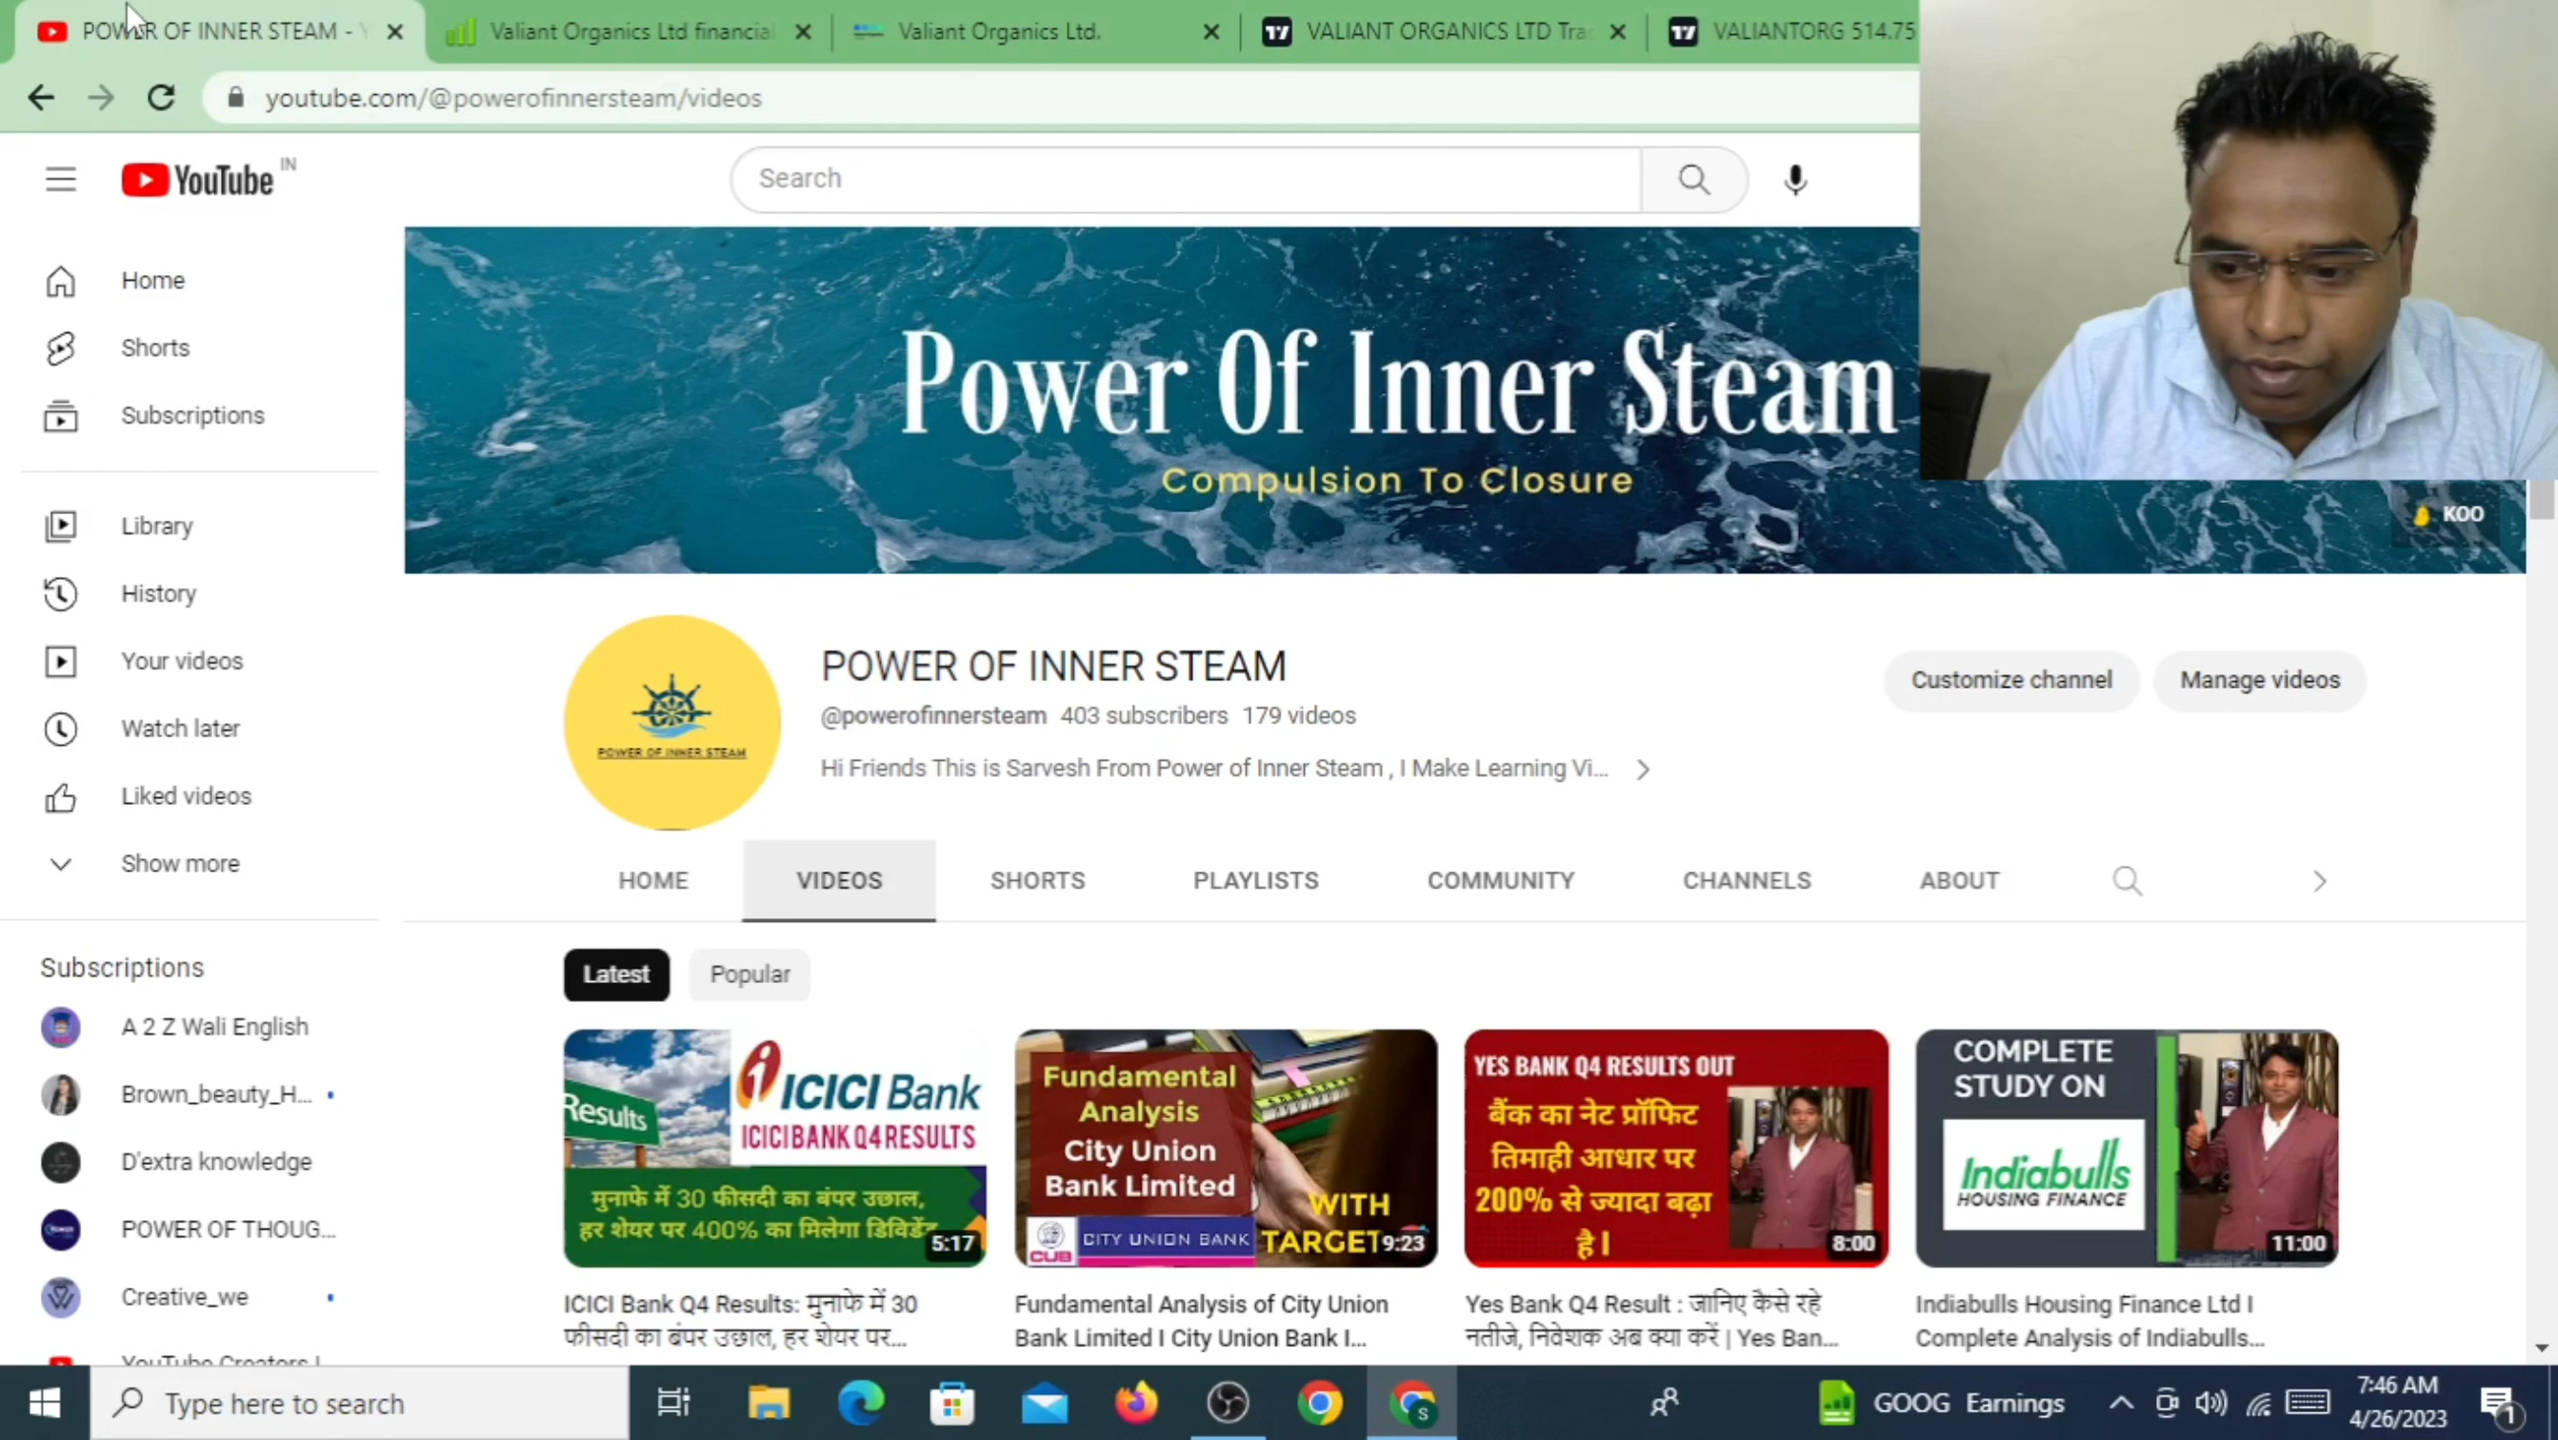 POWER OF INNER STEAM - Y
Valiant Organics Ltd financial
Valiant Organics Ltd.
VALIANT ORGANICS LTD Tra
VALIANTORG 514.75
youtube.com/@powerofinnersteam/videos
YouTube IN
Search
Home
Shorts
Subscriptions
Library
History
Your videos
Watch later
Liked videos
Show more
Subscriptions
A 2 Z Wali English
Brown_beauty_H...
D'extra knowledge
POWER OF THOUG...
Creative_we
YouTube Creators I
Power Of Inner Steam
Compulsion To Closure
KOO
POWER OF INNER STEAM
POWER OF INNER STEAM
@powerofinnersteam 403 subscribers 179 videos
Hi Friends This is Sarvesh From Power of Inner Steam , I Make Learning Vi...
Customize channel
Manage videos
HOME
VIDEOS
SHORTS
PLAYLISTS
COMMUNITY
CHANNELS
ABOUT
Latest
Popular
Results
ICICI Bank
ICICI BANK Q4 RESULTS
मुनाफे में 30 फीसदी का बंपर उछाल,
हर शेयर पर 400% का मिलेगा डिविडेंड
5:17
ICICI Bank Q4 Results: मुनाफे में 30
फीसदी का बंपर उछाल, हर शेयर पर...
Fundamental
Analysis
City Union
Bank Limited
CUB
CITY UNION BANK
WITH
TARGET
9:23
Fundamental Analysis of City Union
Bank Limited I City Union Bank I...
YES BANK Q4 RESULTS OUT
बैंक का नेट प्रॉफिट
तिमाही आधार पर
200% से ज्यादा बढ़ा
है।
8:00
Yes Bank Q4 Result : जानिए कैसे रहे
नतीजे, निवेशक अब क्या करें | Yes Ban...
COMPLETE
STUDY ON
Indiabulls
HOUSING FINANCE
11:00
Indiabulls Housing Finance Ltd I
Complete Analysis of Indiabulls...
Type here to search
S
GOOG Earnings
7:46 AM
4/26/2023
1